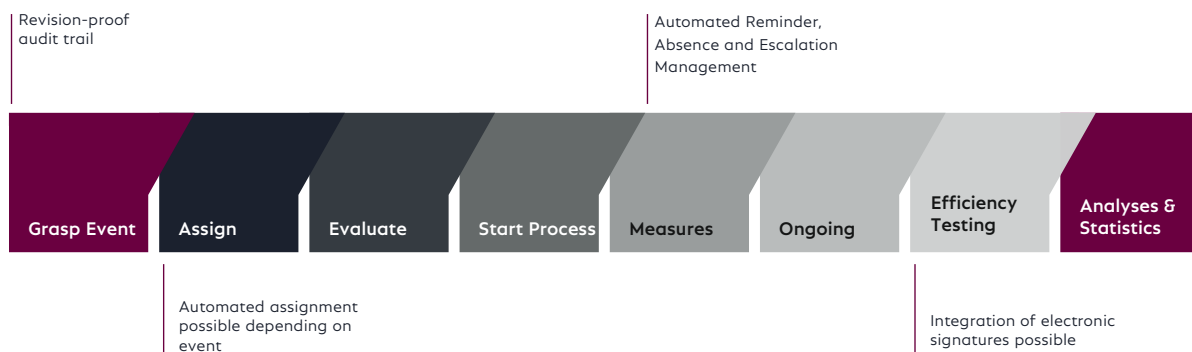 Revision-proof
audit trail
Automated Reminder,
Absence and Escalation
Management
Grasp Event
Assign
Evaluate
Start Process
Measures
Ongoing
Efficiency
Testing
Analyses &
Statistics
Automated assignment
possible depending on
event
Integration of electronic
signatures possible